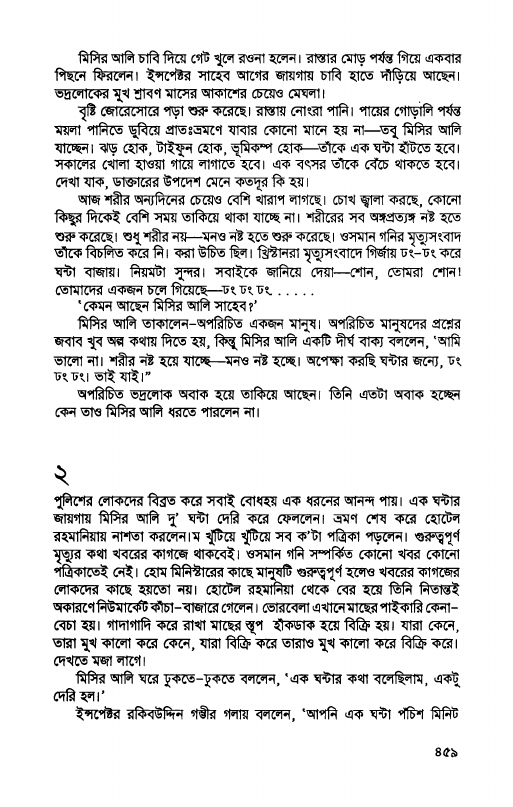 মিসির আলি চাবি দিয়ে গেট খুলে রওনা হলেন। রাস্তার মোড় পর্যন্ত গিয়ে একবার
পিছনে ফিরলেন। ইন্সপেক্টর সাহেব আগের জায়গায় চাবি হাতে দাঁড়িয়ে আছেন।
ভদ্রলোকের মুখ শ্রাবণ মাসের আকাশের চেয়েও মেঘলা।
বৃষ্টি জোরেসোরে পড়া শুরু করেছে। রাস্তায় নোংরা পানি। পায়ের গোড়ালি পর্যন্ত
ময়লা পানিতে ডুবিয়ে প্রাতঃভ্রমণে যাবার কোনো মানে হয় না—তবু মিসির আলি
যাচ্ছেন। ঝড় হোক, টাইফুন হোক, ভূমিকম্প হোক—তাঁকে এক ঘন্টা হাঁটতে হবে।
সকালের খোলা হাওয়া গায়ে লাগাতে হবে। এক বৎসর তাঁকে বেঁচে থাকতে হবে।
দেখা যাক, ডাক্তারের উপদেশ মেনে কতদূর কি হয়।
আজ শরীর অন্যদিনের চেয়েও বেশি খারাপ লাগছে। চোখ জ্বালা করছে, কোনো
কিছুর দিকেই বেশি সময় তাকিয়ে থাকা যাচ্ছে না। শরীরের সব অঙ্গপ্রত্যঙ্গ নষ্ট হতে
শুরু করেছে। শুধু শরীর নয়—মনও নষ্ট হতে শুরু করেছে। ওসমান গনির মৃত্যুসংবাদ
তাঁকে বিচলিত করে নি। করা উচিত ছিল। খ্রিস্টানরা মৃত্যুসংবাদে গির্জায় ঢং-ঢং করে
ঘন্টা বাজায়। নিয়মটা সুন্দর। সবাইকে জানিয়ে দেয়া—শোন, তোমরা শোন!
তোমাদের একজন চলে গিয়েছে—ঢং ঢং ঢং. . . . . .
‘কেমন আছেন মিসির আলি সাহেব?’
মিসির আলি তাকালেন-অপরিচিত একজন মানুষ। অপরিচিত মানুষদের প্রশ্নের
জবাব খুব অল্প কথায় দিতে হয়, কিন্তু মিসির আলি একটি দীর্ঘ বাক্য বললেন, ‘আমি
ভালো না। শরীর নষ্ট হয়ে যাচ্ছে—মনও নষ্ট হচ্ছে। অপেক্ষা করছি ঘন্টার জন্যে, ঢং
ঢং ঢং। ভাই যাই।”
অপরিচিত ভদ্রলোক অবাক হয়ে তাকিয়ে আছেন। তিনি এতটা অবাক হচ্ছেন
কেন তাও মিসির আলি ধরতে পারলেন না।
২
পুলিশের লোকদের বিব্রত করে সবাই বোধহয় এক ধরনের আনন্দ পায়। এক ঘন্টার
জায়গায় মিসির আলি দু’ ঘন্টা দেরি করে ফেললেন। ভ্রমণ শেষ করে হোটেল
রহমানিয়ায় নাশতা করলেন।ম খুঁটিয়ে খুঁটিয়ে সব ক’টা পত্রিকা পড়লেন। গুরুত্বপূর্ণ
মৃত্যুর কথা খবরের কাগজে থাকবেই। ওসমান গনি সম্পর্কিত কোনো খবর কোনো
পত্রিকাতেই নেই। হোম মিনিস্টারের কাছে মানুষটি গুরুত্বপূর্ণ হলেও খবরের কাগজের
লোকদের কাছে হয়তো নয়। হোটেল রহমানিয়া থেকে বের হয়ে তিনি নিতান্তই
অকারণে নিউমার্কেট কাঁচা-বাজারে গেলেন। ভোরবেলা এখানে মাছের পাইকারি কেনা-
বেচা হয়। গাদাগাদি করে রাখা মাছের স্তূপ হাঁকডাক হয়ে বিক্রি হয়। যারা কেনে,
তারা মুখ কালো করে কেনে, যারা বিক্রি করে তারাও মুখ কালো করে বিক্রি করে।
দেখতে মজা লাগে।
মিসির আলি ঘরে ঢুকতে-ঢুকতে বললেন, ‘এক ঘন্টার কথা বলেছিলাম, একটু
দেরি হল।’
ইন্সপেক্টর রকিবউদ্দিন গম্ভীর গলায় বললেন, ‘আপনি এক ঘন্টা পঁচিশ মিনিট
৪৫৯